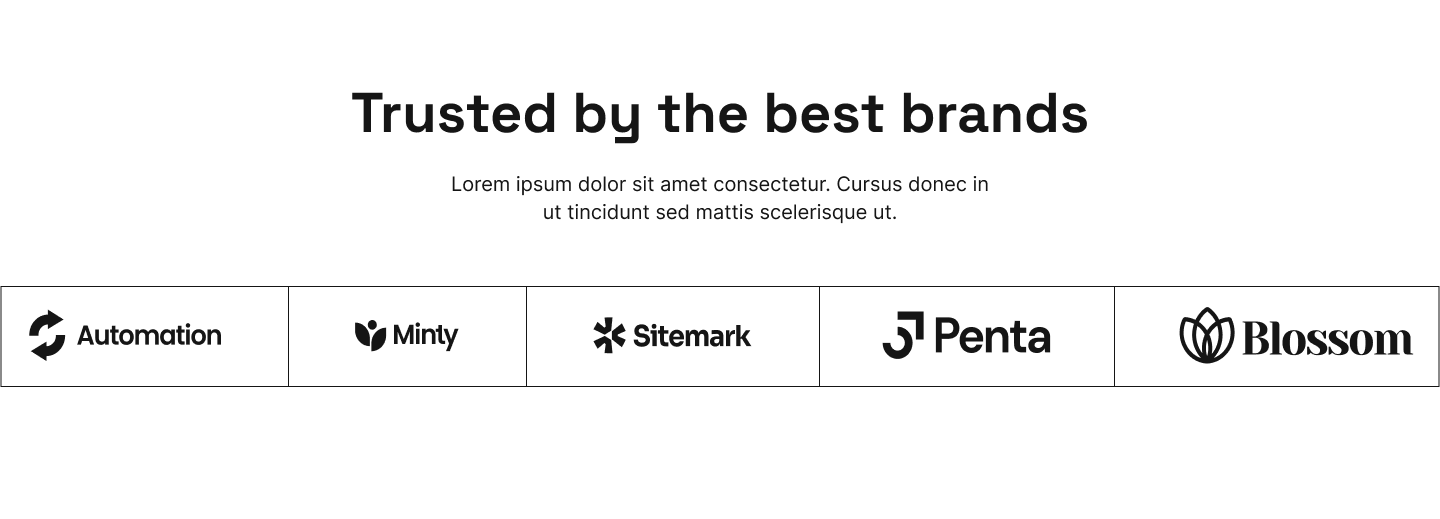 Trusted by the best brands
Lorem ipsum dolor sit amet consectetur. Cursus donec in
ut tincidunt sed mattis scelerisque ut.
Automation
Minty
Sitemark
Penta
Blossom